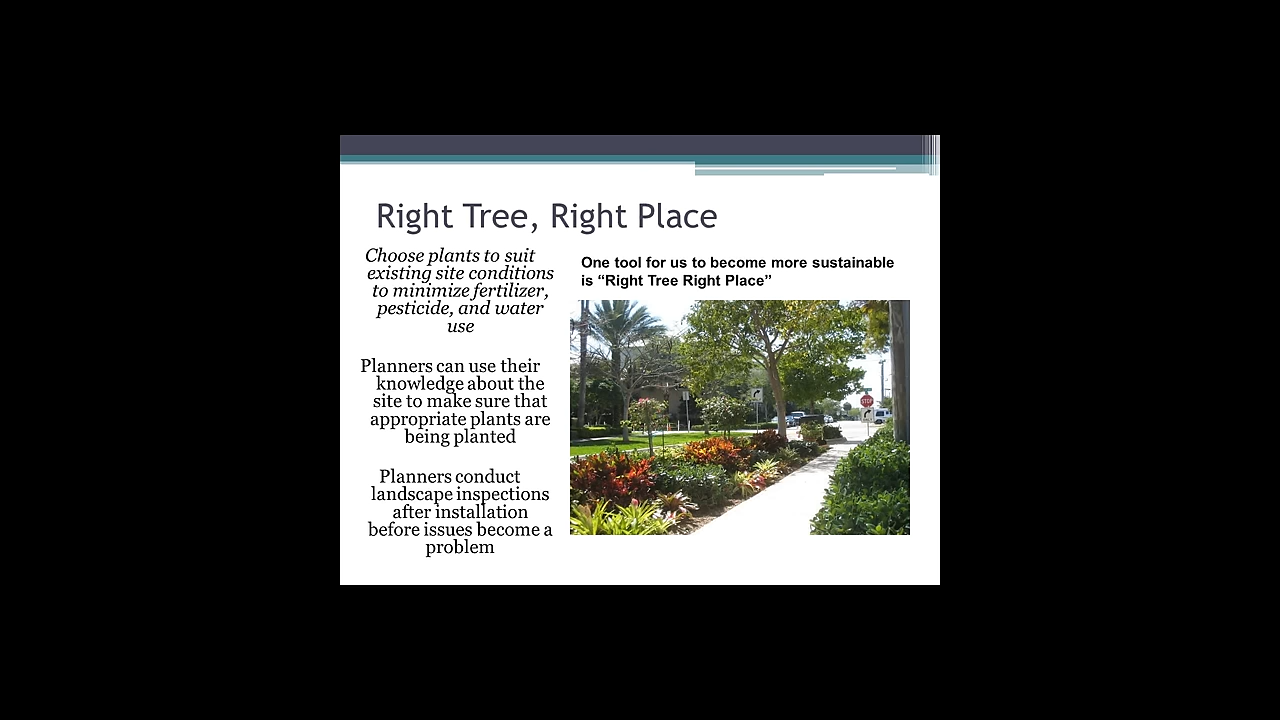 Right Tree, Right Place
Choose plants to suit
existing site conditions
to minimize fertilizer,
pesticide, and water
use
Planners can use their
knowledge about the
site to make sure that
appropriate plants are
being planted
Planners conduct
landscape inspections
after installation
before issues become a
problem
One tool for us to become more sustainable
is “Right Tree Right Place”
STOP